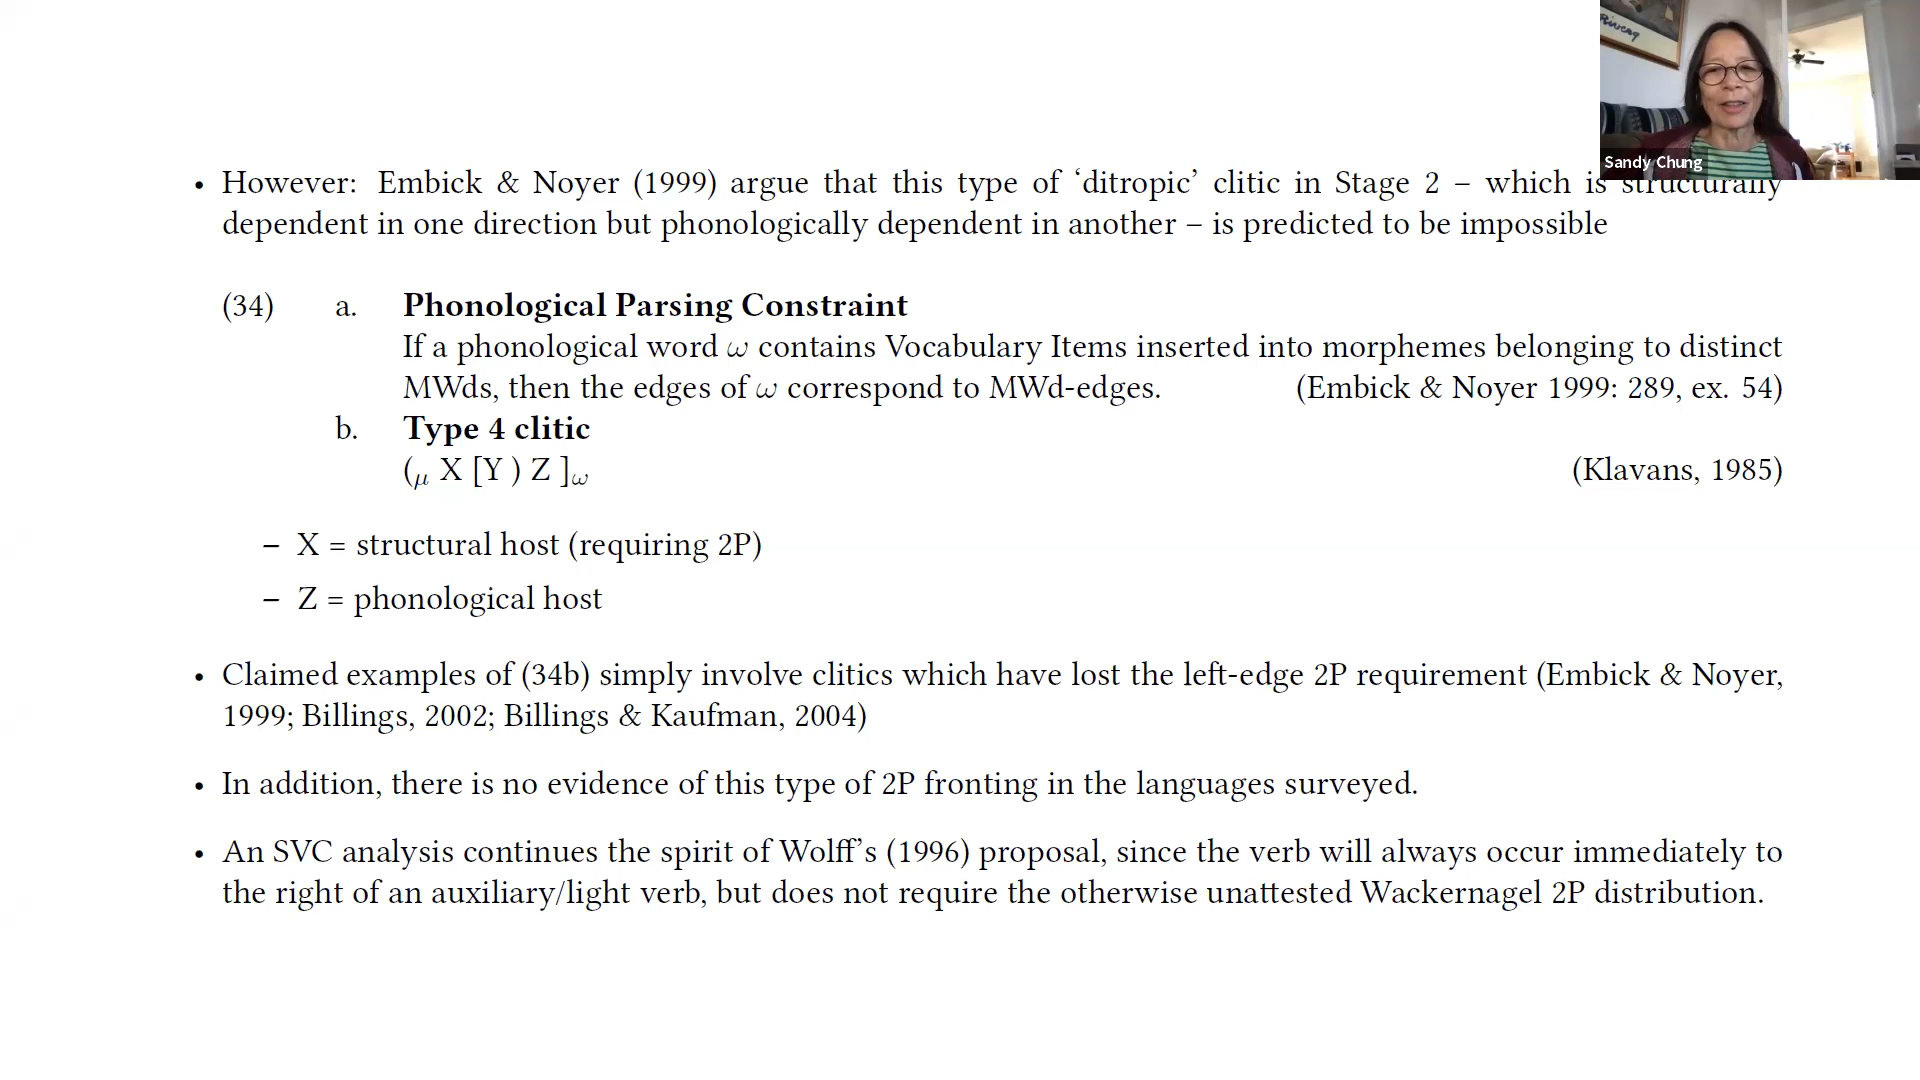 Riverag
Sandy Chung
• However: Embick & Noyer (1999) argue that this type of ‘ditropic’ clitic in Stage 2 – which is structurally
dependent in one direction but phonologically dependent in another – is predicted to be impossible
(34) a. Phonological Parsing Constraint
If a phonological word ω contains Vocabulary Items inserted into morphemes belonging to distinct
MWds, then the edges of ω correspond to MWd-edges. (Embick & Noyer 1999: 289, ex. 54)
b. Type 4 clitic
(μ X [Y ) Z ]ω (Klavans, 1985)
– X = structural host (requiring 2P)
– Z = phonological host
• Claimed examples of (34b) simply involve clitics which have lost the left-edge 2P requirement (Embick & Noyer,
1999; Billings, 2002; Billings & Kaufman, 2004)
• In addition, there is no evidence of this type of 2P fronting in the languages surveyed.
• An SVC analysis continues the spirit of Wolff’s (1996) proposal, since the verb will always occur immediately to
the right of an auxiliary/light verb, but does not require the otherwise unattested Wackernagel 2P distribution.